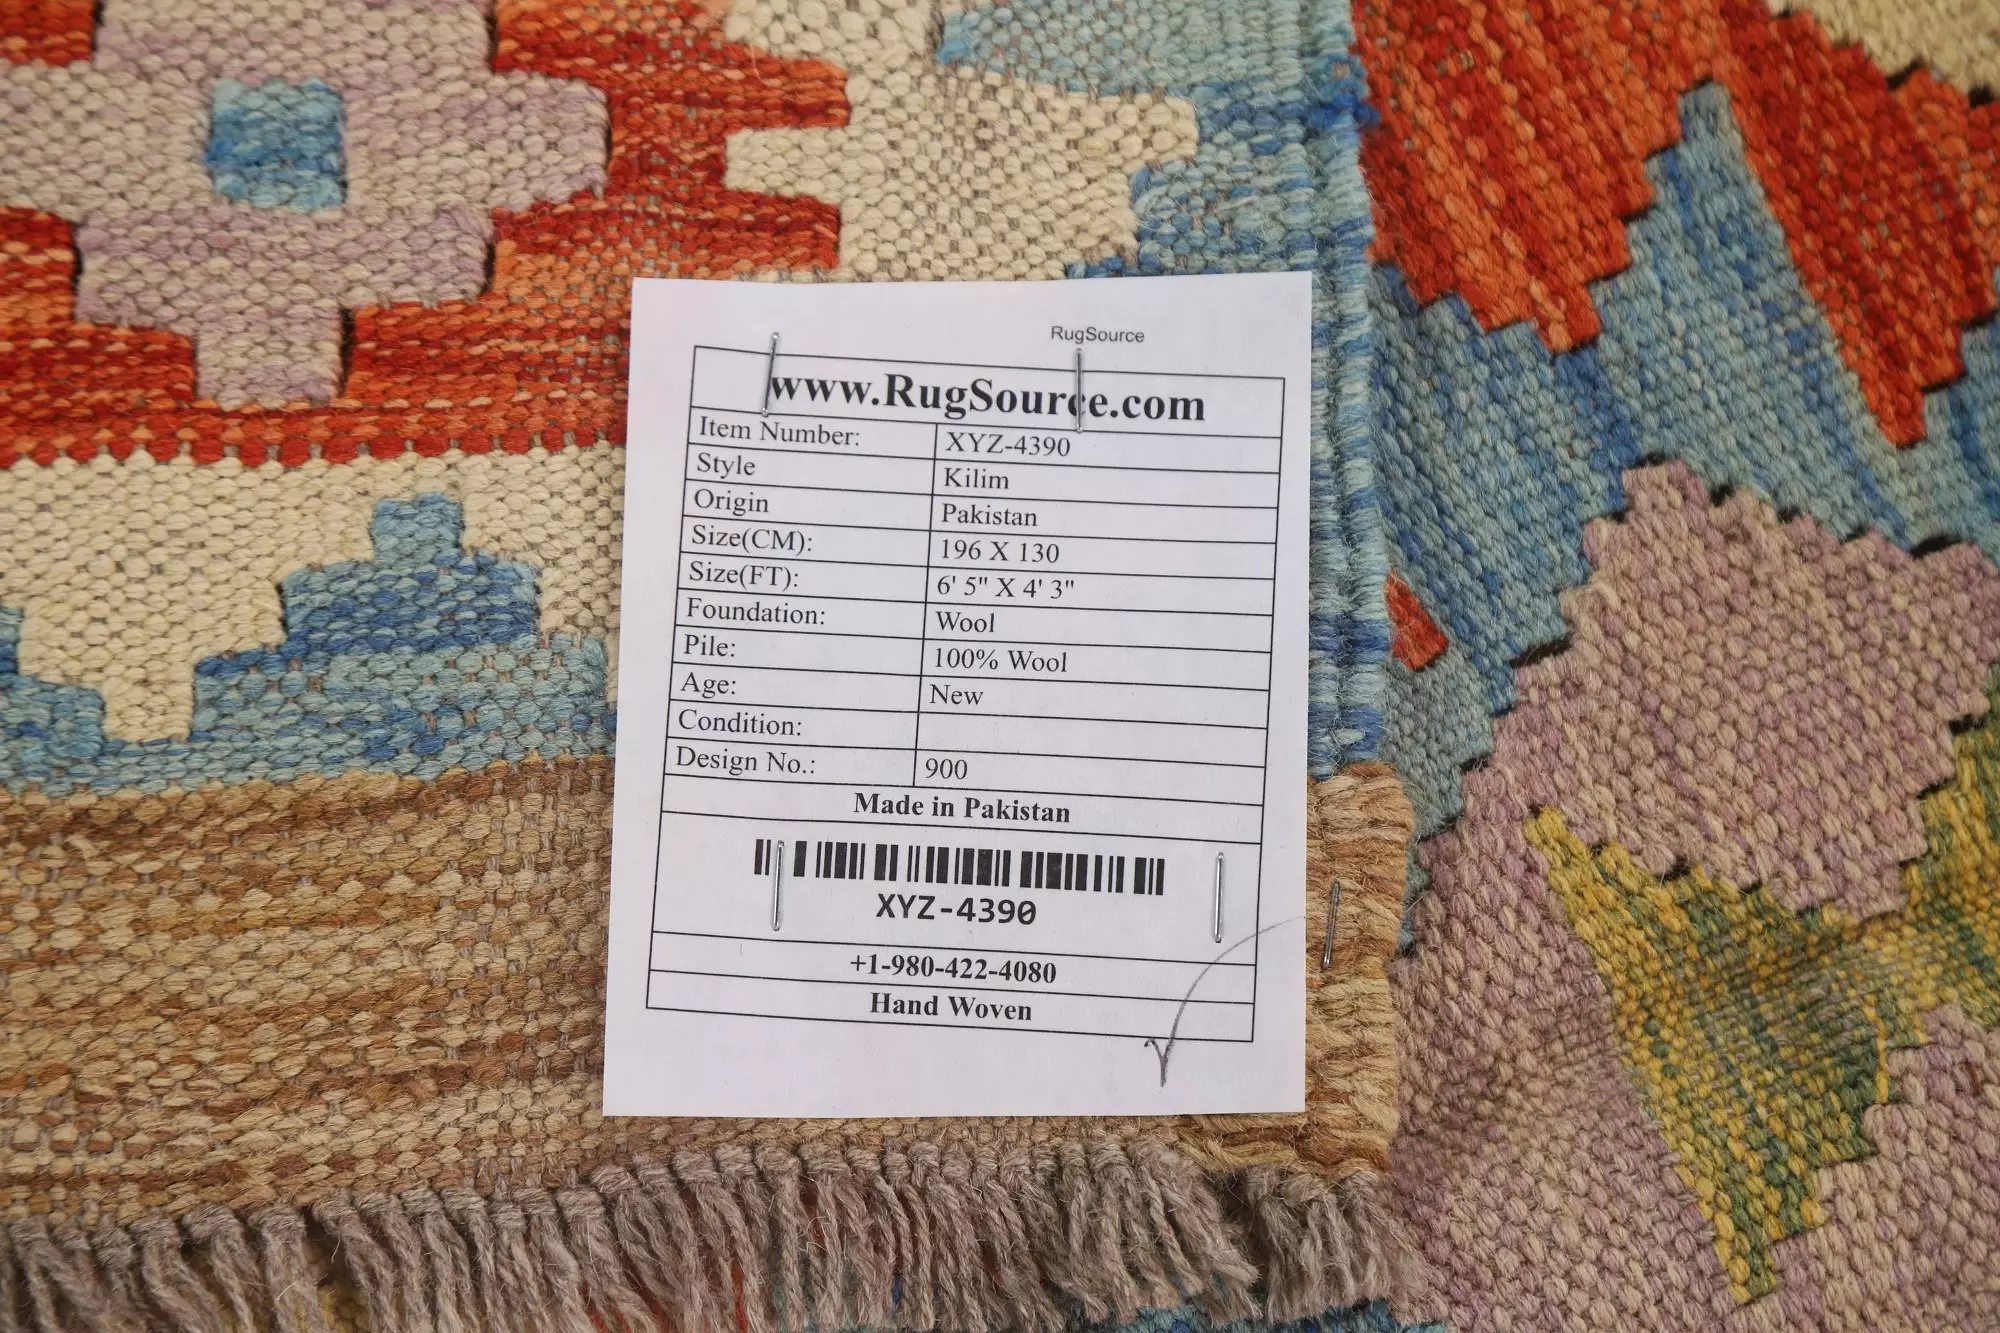 RugSource
www.RugSource.com
Item Number: XYZ-4390
Style Kilim
Origin Pakistan
Size(CM): 196 X 130
Size(FT): 6' 5" X 4' 3"
Foundation: Wool
Pile: 100% Wool
Age: New
Condition:
Design No.: 900
Made in Pakistan
XYZ-4390
+1-980-422-4080
Hand Woven